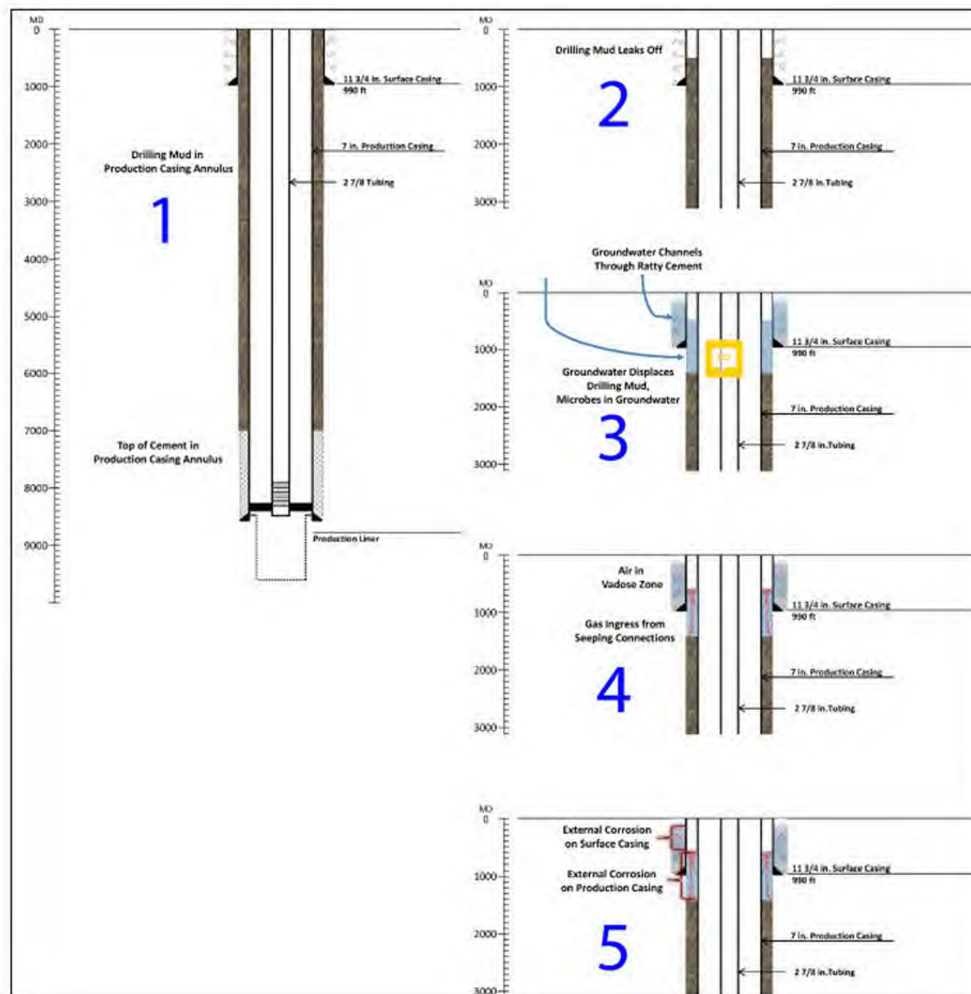 MD
0
1000
2000
3000
4000
5000
6000
7000
8000
9000
11 3/4 in. Surface Casing
990 ft
7 in. Production Casing
2 7/8 Tubing
Drilling Mud in
Production Casing Annulus
1
Top of Cement in
Production Casing Annulus
Production Liner
MD
0
1000
2000
3000
Drilling Mud Leaks Off
2
11 3/4 in. Surface Casing
990 ft
7 in. Production Casing
2 7/8 in.Tubing
Groundwater Channels
Through Ratty Cement
MD
0
1000
2000
3000
11 3/4 in. Surface Casing
990 ft
Groundwater Displaces
Drilling Mud,
Microbes in Groundwater
3
7 in. Production Casing
2 7/8 in.Tubing
MD
0
1000
2000
3000
Air in
Vadose Zone
11 3/4 in. Surface Casing
990 ft
Gas Ingress from
Seeping Connections
4
7 in. Production Casing
2 7/8 in.Tubing
MD
0
1000
2000
3000
External Corrosion
on Surface Casing
External Corrosion
on Production Casing
11 3/4 in. Surface Casing
990 ft
5
7 in. Production Casing
2 7/8 in.Tubing